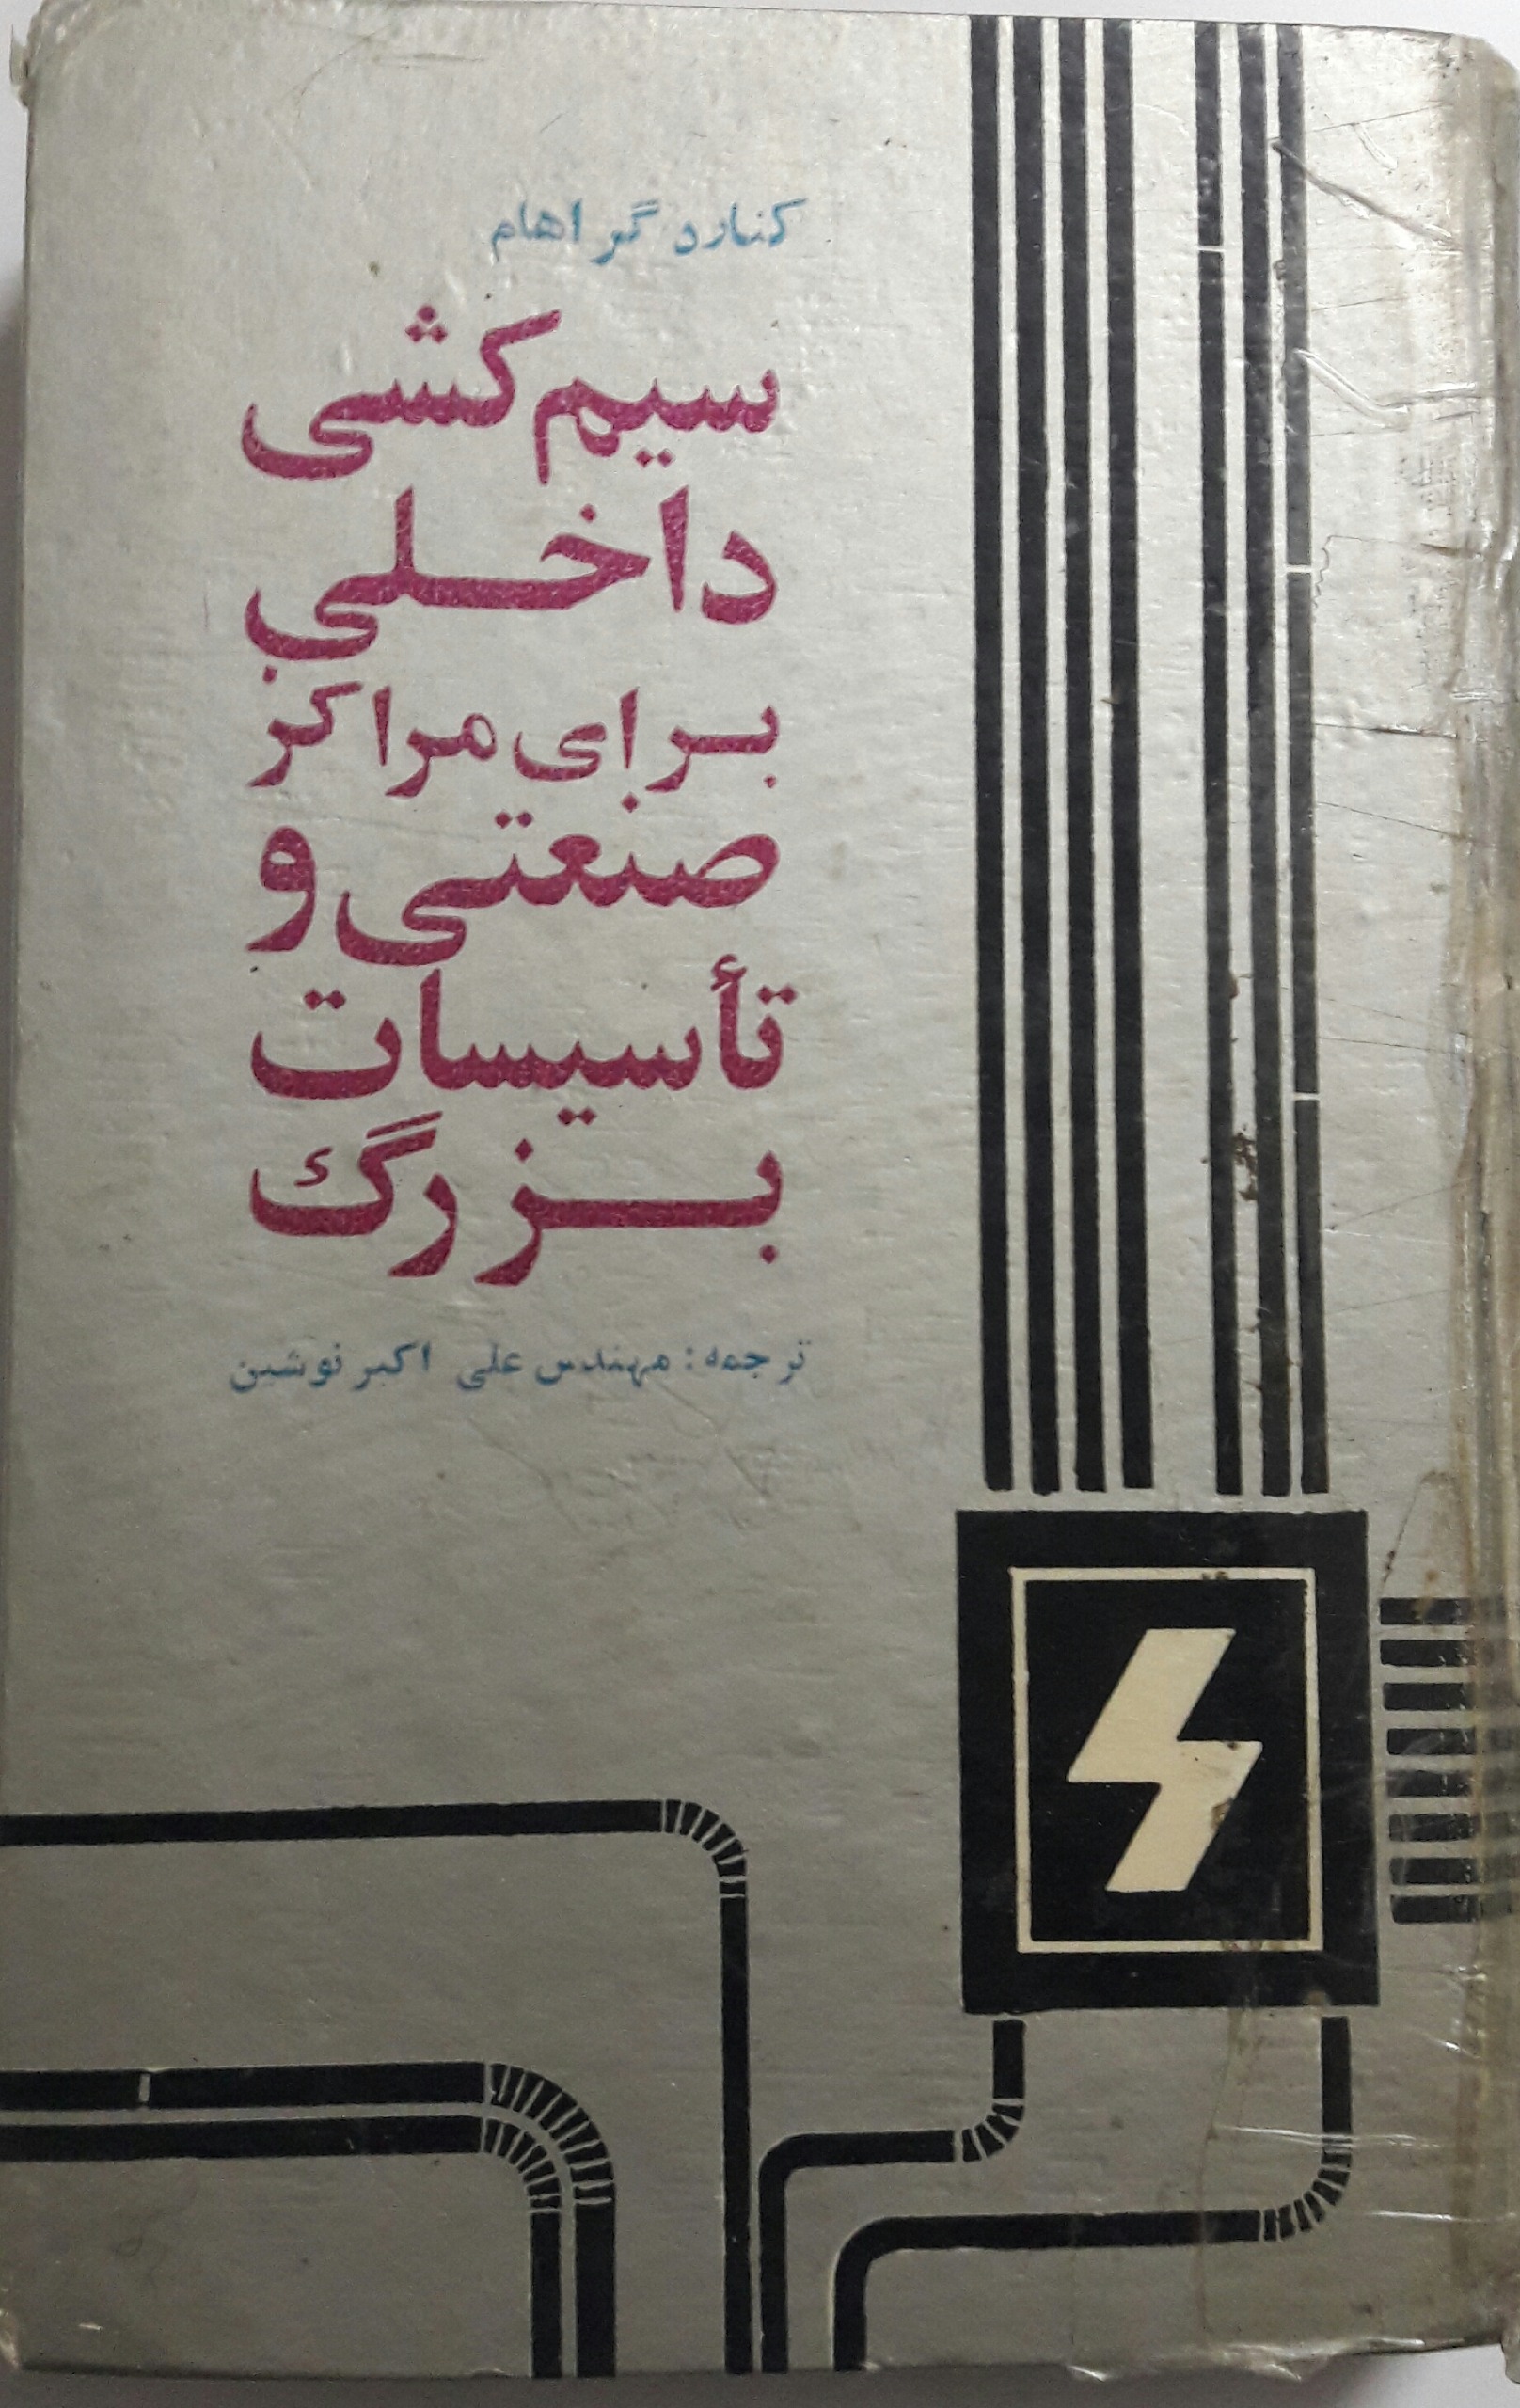 کنارد گراهام
سیم‌کشی
داخلی
برای مراکز
صنعتی و
تأسیسات
بزرگ
ترجمه: مهندس علی اکبر نوشین